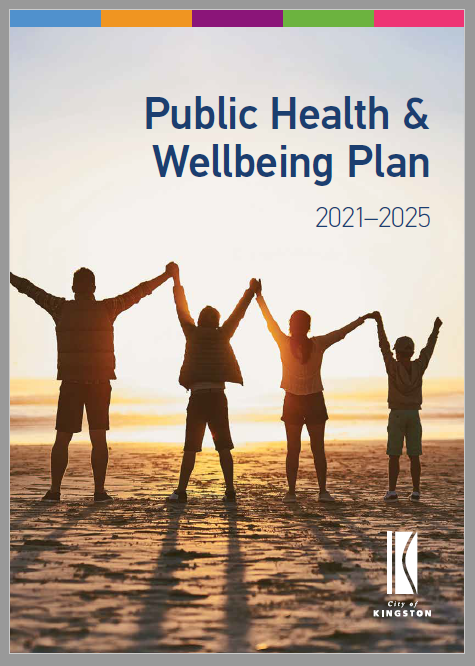 Public Health &
Wellbeing Plan
2021–2025
City of
KINGSTON